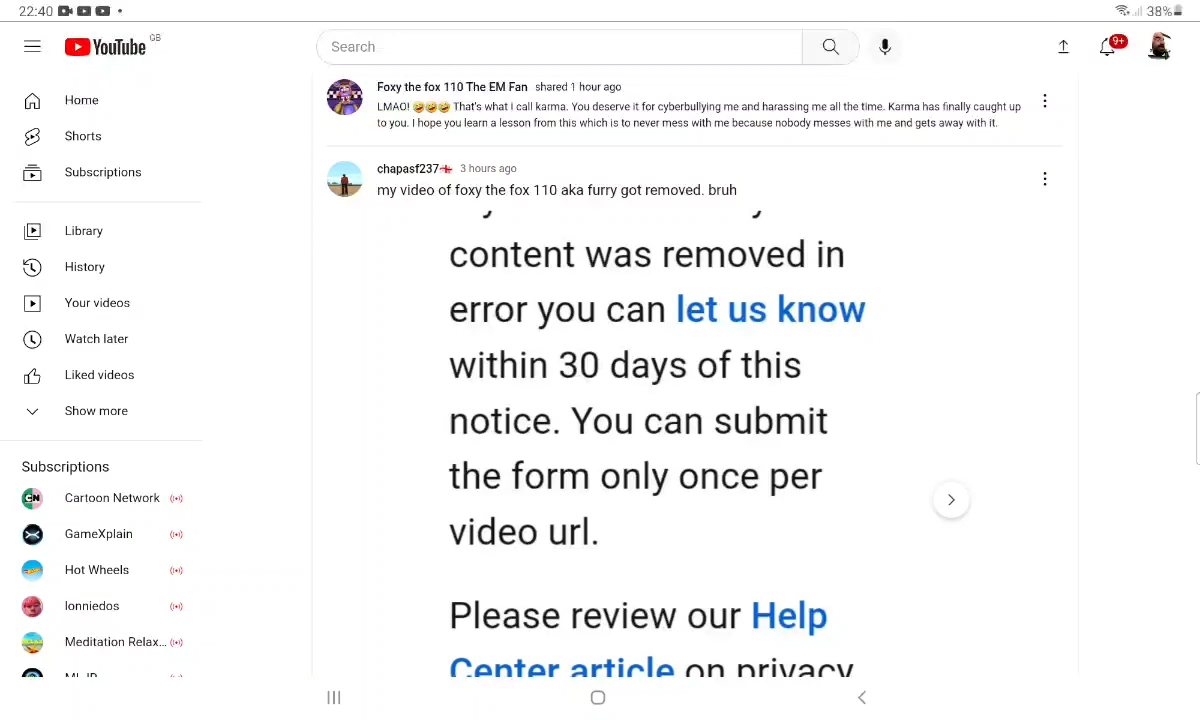 22:40
38%
YouTube GB
Search
9+
Home
Shorts
Subscriptions
Library
History
Your videos
Watch later
Liked videos
Show more
Subscriptions
Cartoon Network
GameXplain
Hot Wheels
lonniedos
Meditation Relax...
Foxy the fox 110 The EM Fan shared 1 hour ago
LMAO! 🤣🤣🤣 That's what I call karma. You deserve it for cyberbullying me and harassing me all the time. Karma has finally caught up
to you. I hope you learn a lesson from this which is to never mess with me because nobody messes with me and gets away with it.
chapasf237 3 hours ago
my video of foxy the fox 110 aka furry got removed. bruh
content was removed in
error you can let us know
within 30 days of this
notice. You can submit
the form only once per
video url.
Please review our Help
Center article on privacy